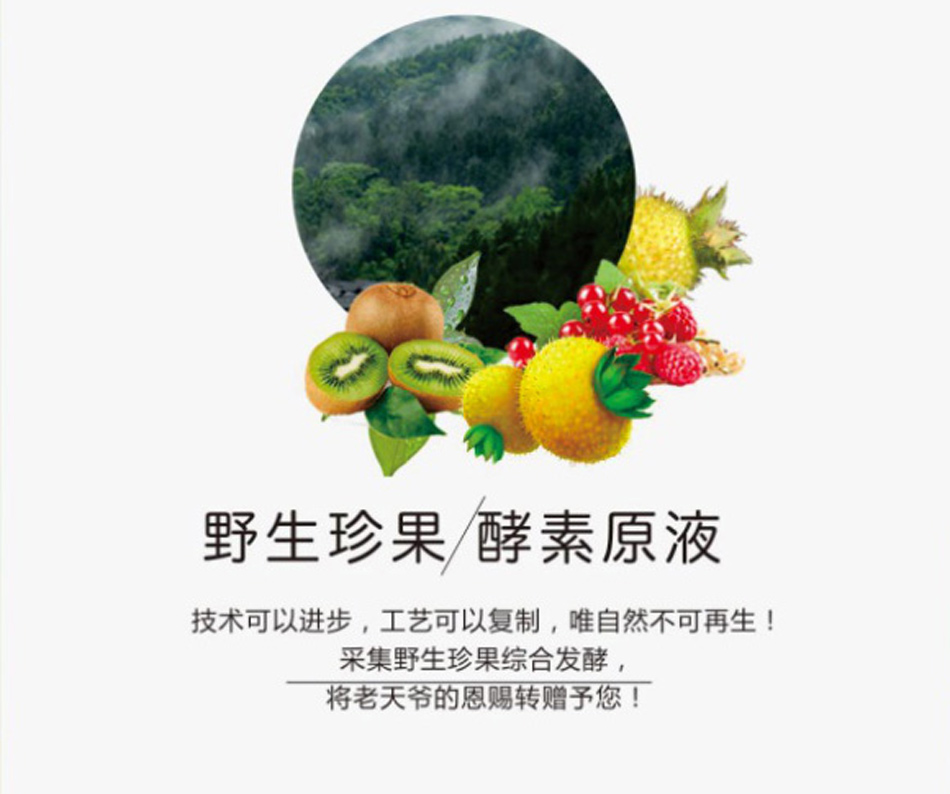 野生珍果/酵素原液
技术可以进步，工艺可以复制，唯自然不可再生！
采集野生珍果综合发酵，
将老天爷的恩赐转赠予您！